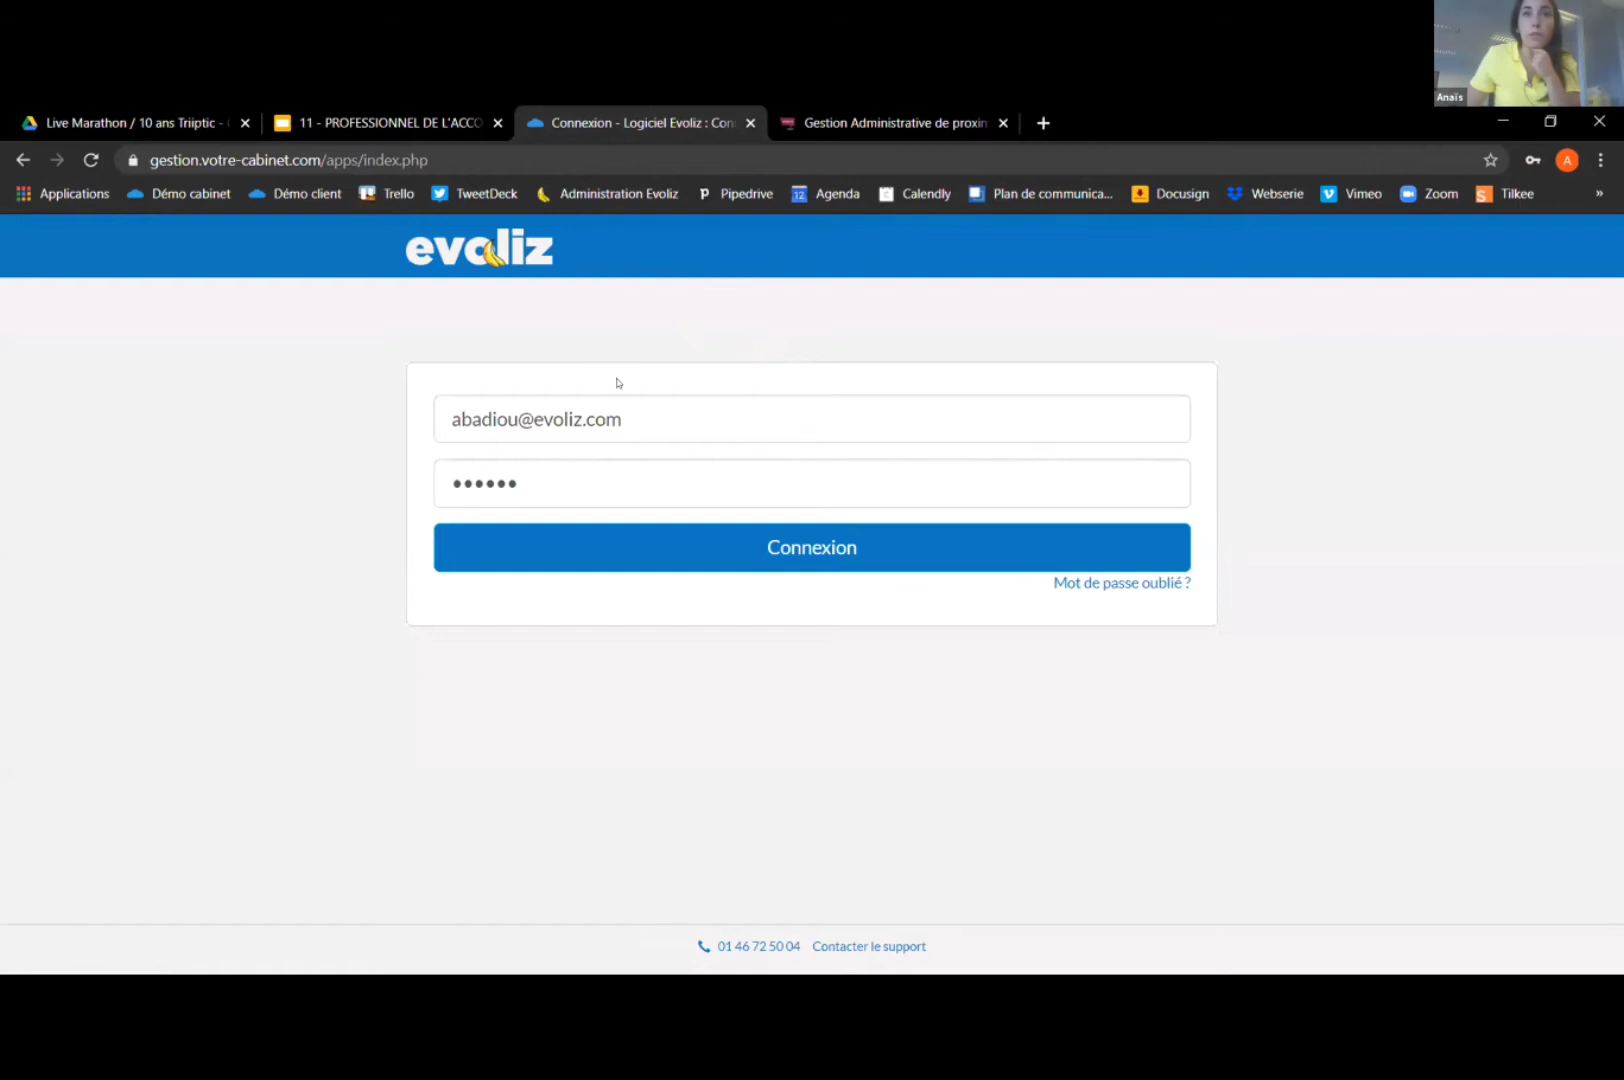 Anaïs
Live Marathon / 10 ans Triiptic -
11 - PROFESSIONNEL DE L'ACCO
Connexion - Logiciel Evoliz : Con
Gestion Administrative de proxin
gestion.votre-cabinet.com/apps/index.php
A
Applications
Démo cabinet
Démo client
Trello
TweetDeck
Administration Evoliz
Pipedrive
12 Agenda
Calendly
Plan de communica...
Docusign
Webserie
Vimeo
Zoom
Tilkee
»
evoliz
abadiou@evoliz.com
••••••
Connexion
Mot de passe oublié ?
01 46 72 50 04 Contacter le support